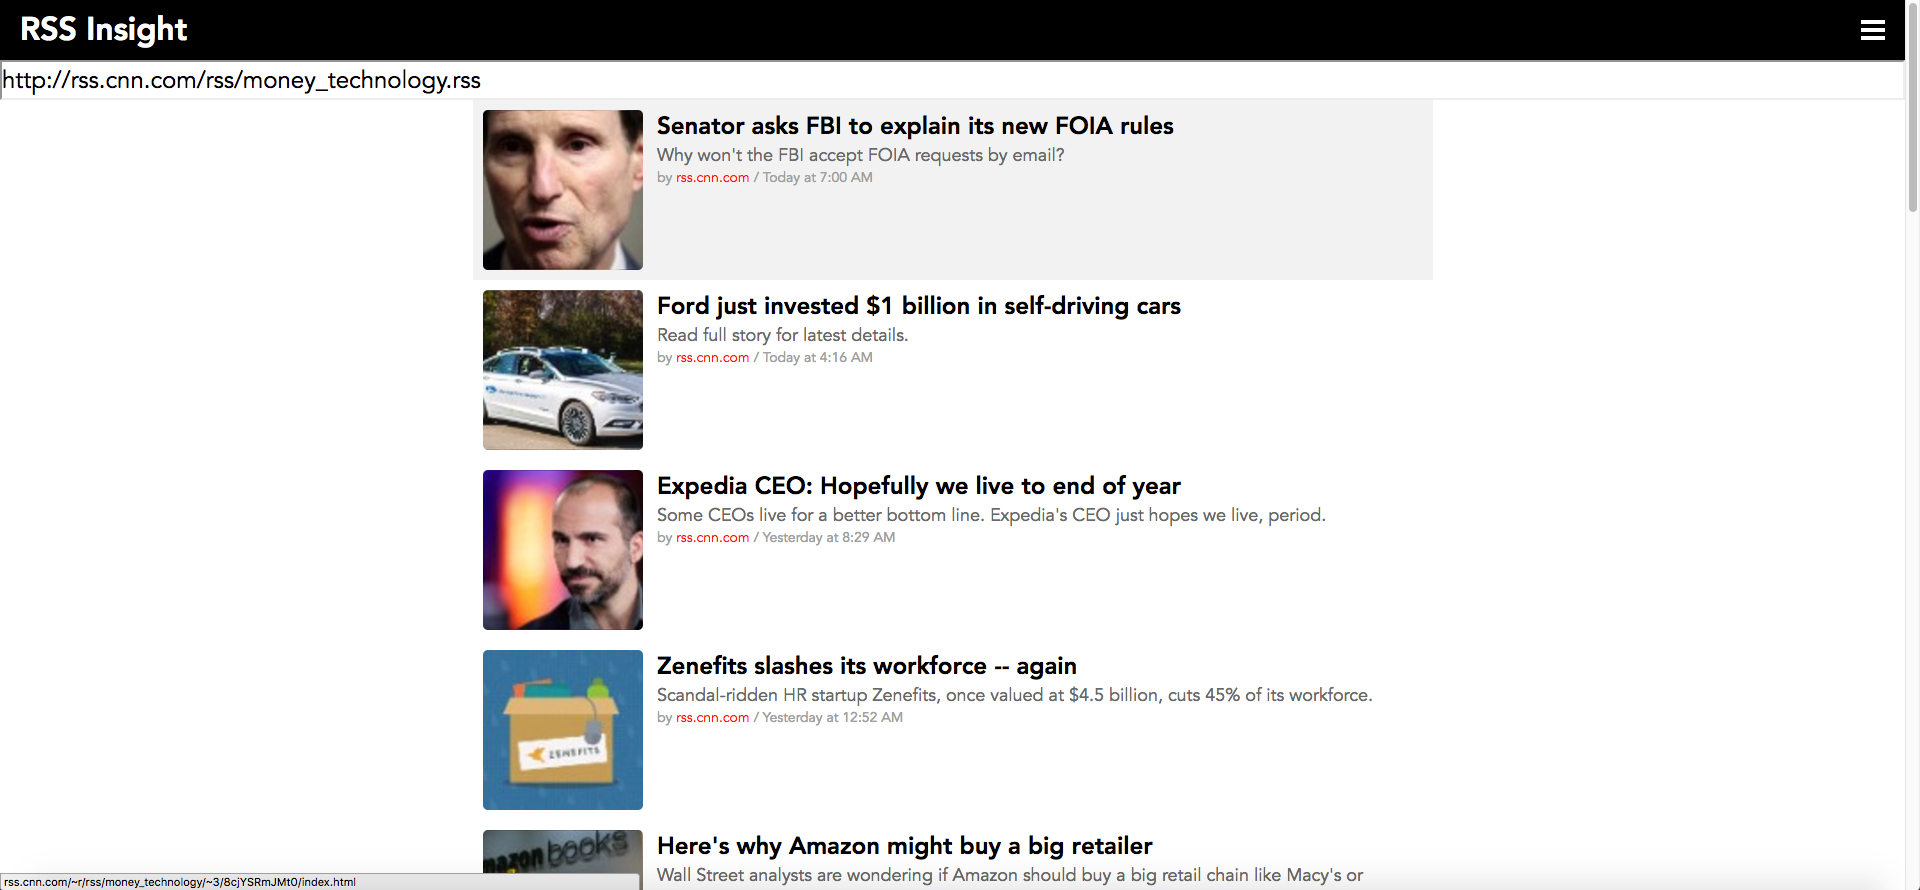 RSS Insight
http://rss.cnn.com/rss/money_technology.rss
Senator asks FBI to explain its new FOIA rules
Why won't the FBI accept FOIA requests by email?
by rss.cnn.com / Today at 7:00 AM
Ford just invested $1 billion in self-driving cars
Read full story for latest details.
by rss.cnn.com / Today at 4:16 AM
Expedia CEO: Hopefully we live to end of year
Some CEOs live for a better bottom line. Expedia's CEO just hopes we live, period.
by rss.cnn.com / Yesterday at 8:29 AM
Zenefits slashes its workforce -- again
Scandal-ridden HR startup Zenefits, once valued at $4.5 billion, cuts 45% of its workforce.
by rss.cnn.com / Yesterday at 12:52 AM
ZENEFITS
Here's why Amazon might buy a big retailer
Wall Street analysts are wondering if Amazon should buy a big retail chain like Macy's or
mazon books
rss.cnn.com/~r/rss/money_technology/~3/8cjYSRmJMt0/index.html